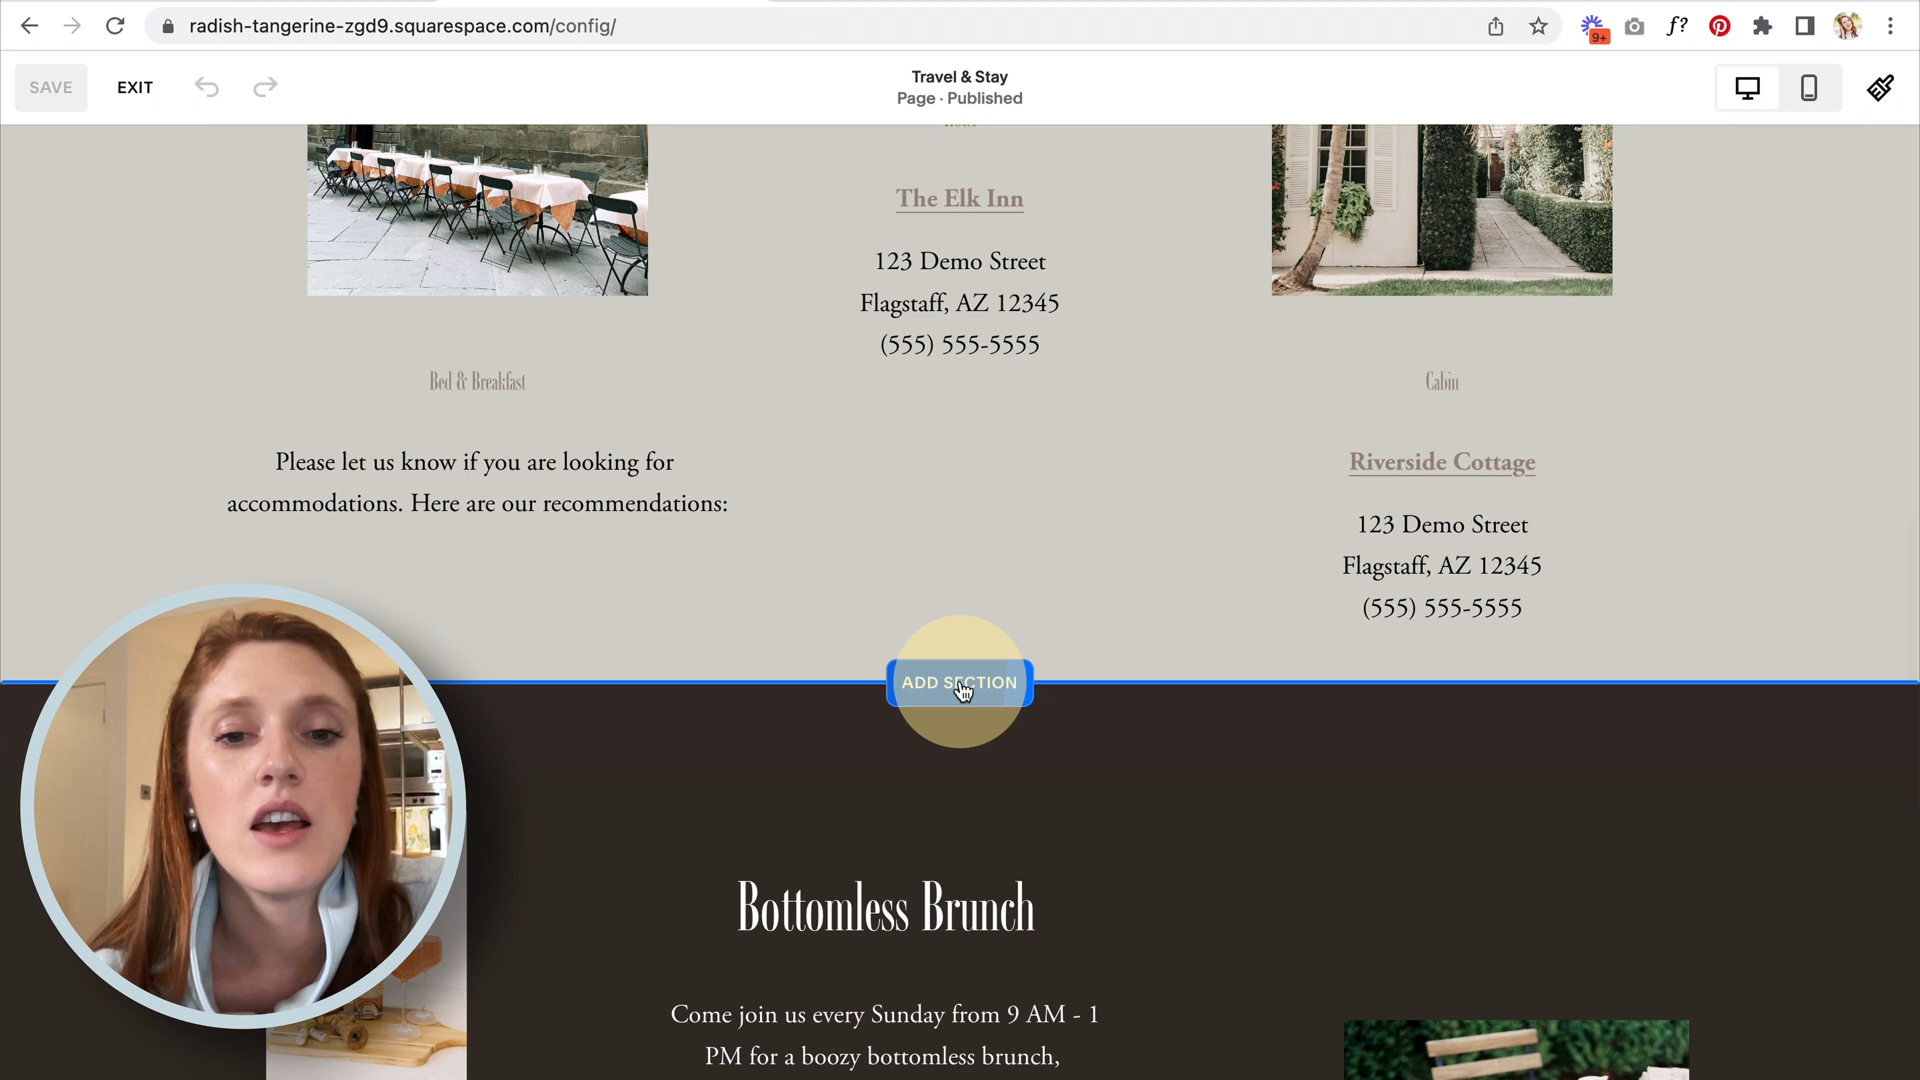 radish-tangerine-zgd9.squarespace.com/config/
9+
f?
SAVE
EXIT
Travel & Stay
Page · Published
The Elk Inn
123 Demo Street
Flagstaff, AZ 12345
(555) 555-5555
Bed & Breakfast
Please let us know if you are looking for
accommodations. Here are our recommendations:
Cabin
Riverside Cottage
123 Demo Street
Flagstaff, AZ 12345
(555) 555-5555
ADD SECTION
Bottomless Brunch
Come join us every Sunday from 9 AM - 1
PM for a boozy bottomless brunch,